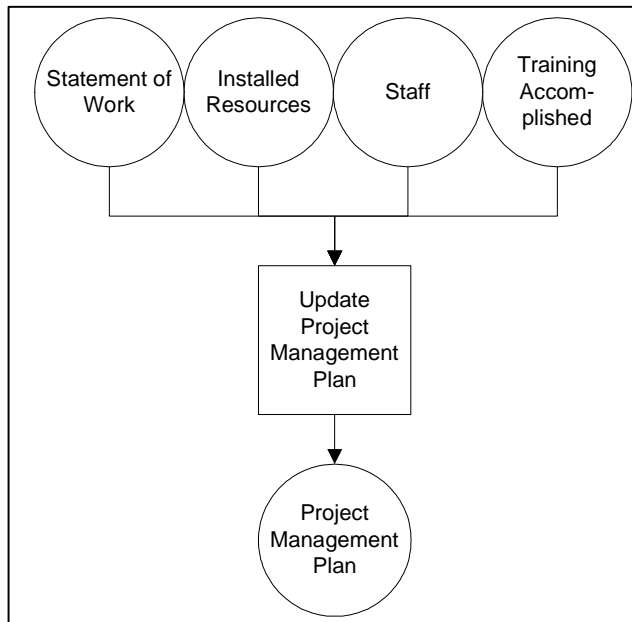 Statement of
Work
Installed
Resources
Staff
Training
Accom-
plished
Update
Project
Management
Plan
Project
Management
Plan